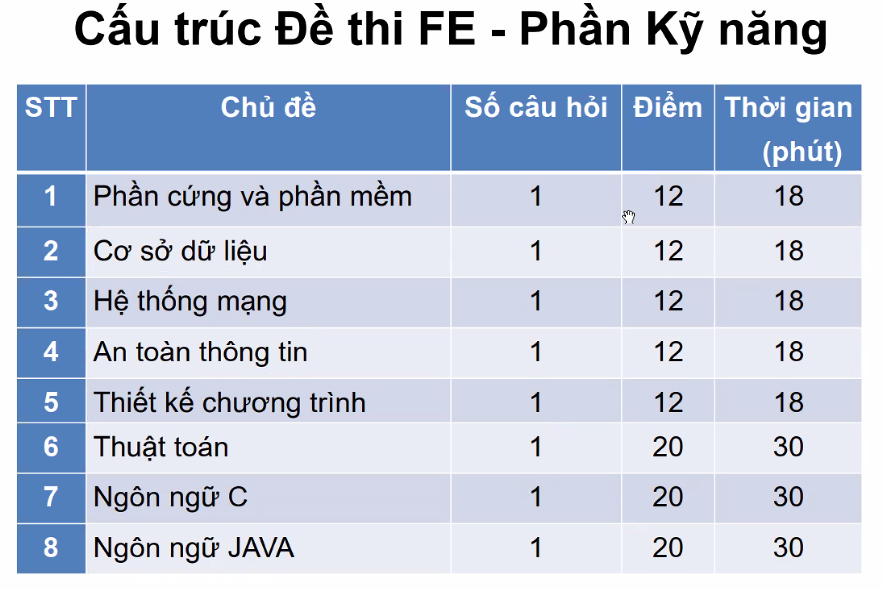 Cấu trúc Đề thi FE - Phần Kỹ năng
STT Chủ đề Số câu hỏi Điểm Thời gian
(phút)
1 Phần cứng và phần mềm 1 12 18
2 Cơ sở dữ liệu 1 12 18
3 Hệ thống mạng 1 12 18
4 An toàn thông tin 1 12 18
5 Thiết kế chương trình 1 12 18
6 Thuật toán 1 20 30
7 Ngôn ngữ C 1 20 30
8 Ngôn ngữ JAVA 1 20 30